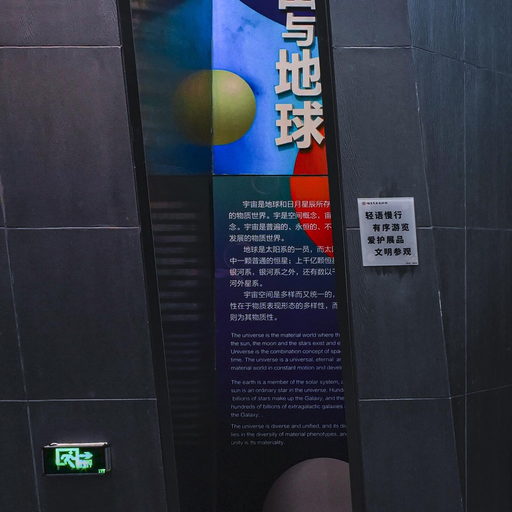 与
地
球
宇宙是地球和日月星辰所存
的物质世界。宇是空间概念，宙
念。宇宙是普遍的、永恒的、不
发展的物质世界。
地球是太阳系的一员，而太
中一颗普通的恒星；上千亿颗恒
银河系、银河系之外，还有数以千
河外星系。
宇宙空间是多样而又统一的，
性在于物质表现形态的多样性，而
则为其物质性。
The universe is the material world where th
the sun, the moon and the stars exist and e
Universe is the combination concept of spa
time. The universe is a universal, eternal a
material world in constant motion and deve
The earth is a member of the solar system,
sun is an ordinary star in the universe. Hund
billions of stars make up the Galaxy, and the
hundreds of billions of extragalactic galaxies
the Galaxy.
The universe is diverse and unified, and its di
lies in the diversity of material phenotypes, an
unity is its materiality.
轻语慢行
有序游览
爱护展品
文明参观